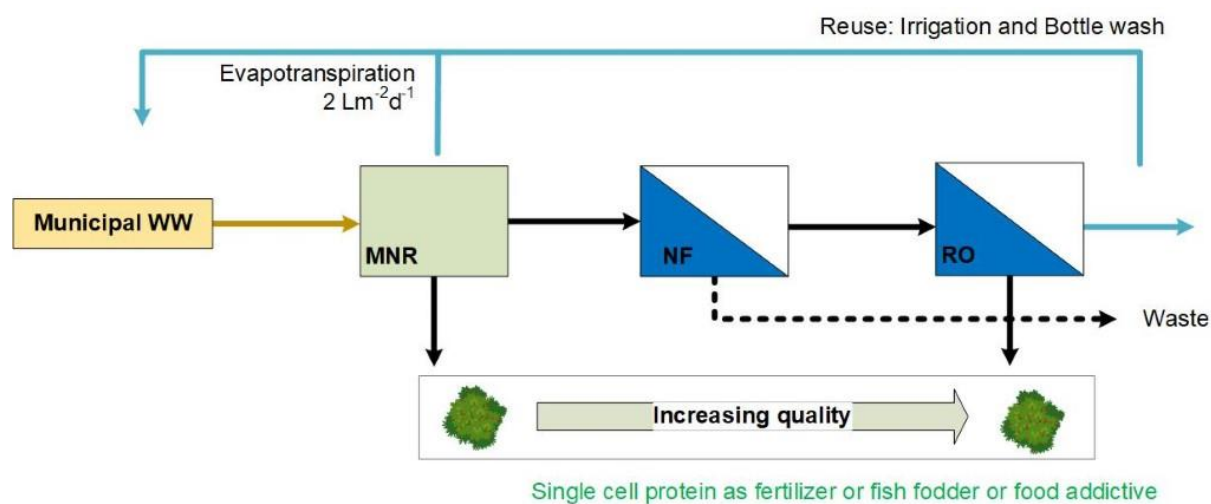 Reuse: Irrigation and Bottle wash
Evapotranspiration
2 Lm⁻²d⁻¹
Municipal WW
MNR
NF
RO
Waste
Increasing quality
Single cell protein as fertilizer or fish fodder or food addictive